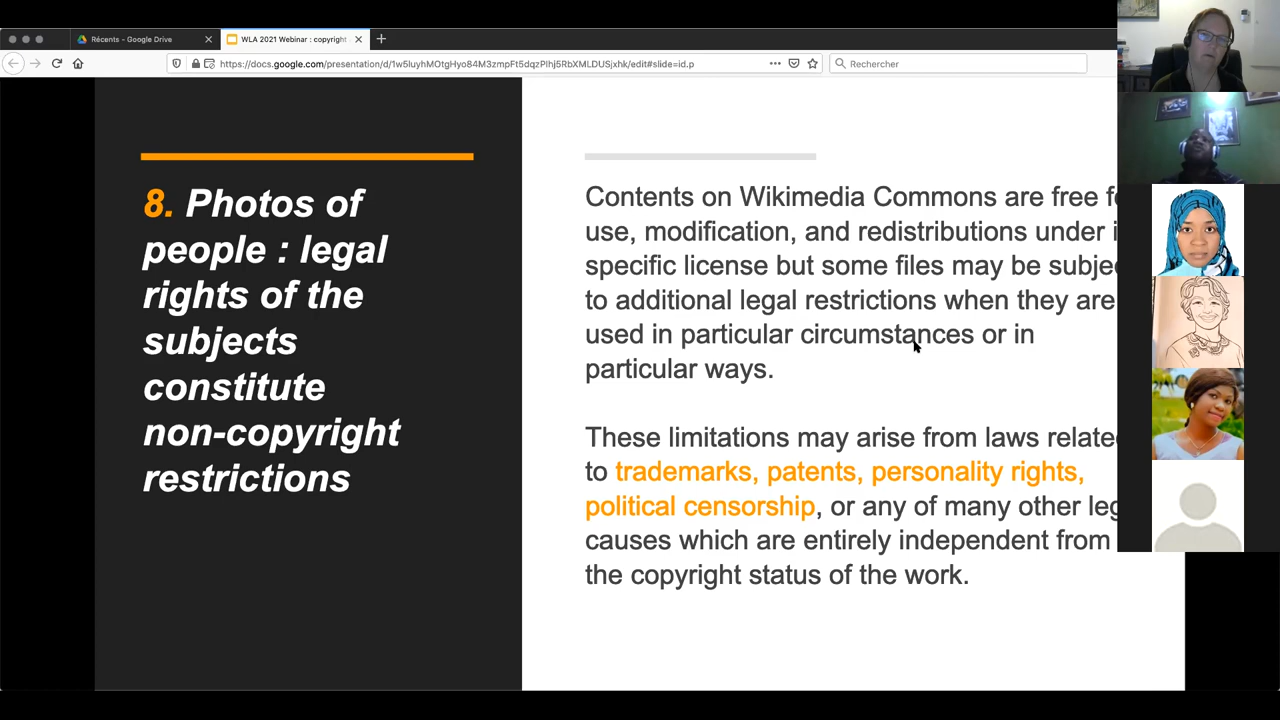 Récents - Google Drive
WLA 2021 Webinar : copyright
https://docs.google.com/presentation/d/1w5IuyhMOtgHyo84M3zmpFt5dqzPIhj5RbXMLDUSjxhk/edit#slide=id.p
Rechercher
8. Photos of
people : legal
rights of the
subjects
constitute
non-copyright
restrictions
Contents on Wikimedia Commons are free
use, modification, and redistributions under
specific license but some files may be
to additional legal restrictions when they are
used in particular circumstances or in
particular ways.
These limitations may arise from laws
to trademarks, patents, personality rights,
political censorship, or any of many other
causes which are entirely independent from
the copyright status of the work.